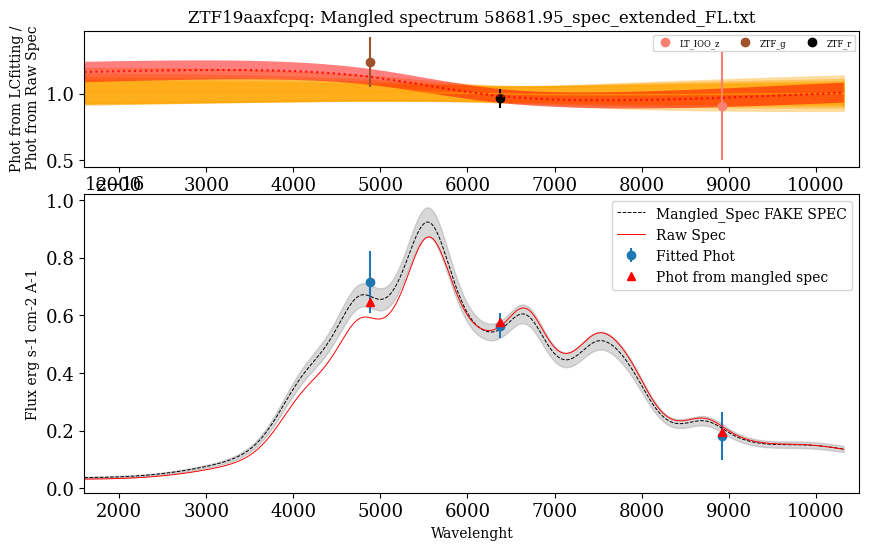 ZTF19aaxfcpq: Mangled spectrum 58681.95_spec_extended_FL.txt
Phot from LCfitting /
Phot from Raw Spec
1.0
0.5
LT_IOO_z
ZTF_g
ZTF_r
2000 3000 4000 5000 6000 7000 8000 9000 10000
1e−16
1.0
0.8
0.6
0.4
0.2
0.0
Flux erg s-1 cm-2 A-1
Mangled_Spec FAKE SPEC
Raw Spec
Fitted Phot
Phot from mangled spec
2000 3000 4000 5000 6000 7000 8000 9000 10000
Wavelenght